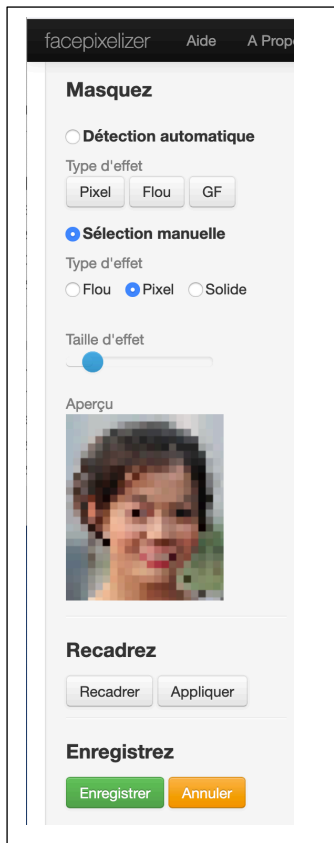 facepixelizer Aide A Prop
Masquez
Détection automatique
Type d'effet
Pixel Flou GF
Sélection manuelle
Type d'effet
Flou Pixel Solide
Taille d'effet
Aperçu
Recadrez
Recadrer Appliquer
Enregistrez
Enregistrer Annuler